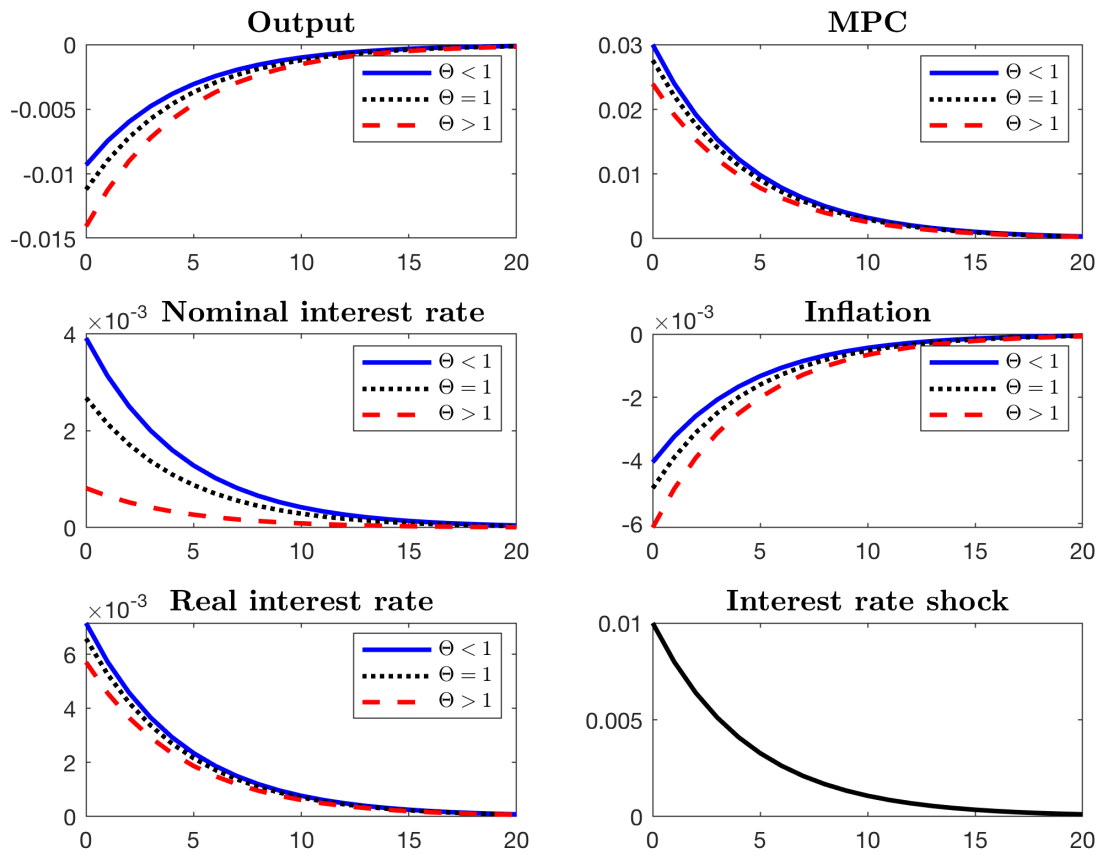 Output
0
-0.005
-0.01
-0.015
0 5 10 15 20
Θ < 1
Θ = 1
Θ > 1
MPC
0.03
0.02
0.01
0
0 5 10 15 20
Θ < 1
Θ = 1
Θ > 1
Nominal interest rate
×10-3
4
2
0
0 5 10 15 20
Θ < 1
Θ = 1
Θ > 1
Inflation
×10-3
0
-2
-4
-6
0 5 10 15 20
Θ < 1
Θ = 1
Θ > 1
Real interest rate
×10-3
6
4
2
0
0 5 10 15 20
Θ < 1
Θ = 1
Θ > 1
Interest rate shock
0.01
0.005
0
0 5 10 15 20